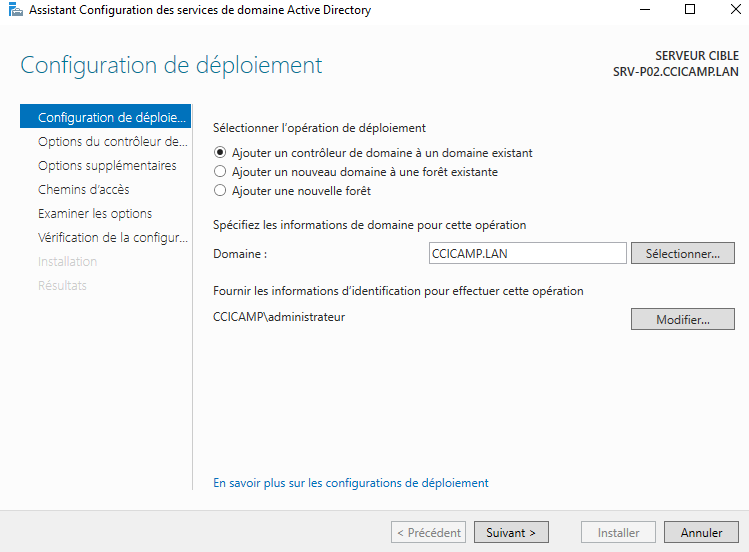 Assistant Configuration des services de domaine Active Directory
Configuration de déploiement
SERVEUR CIBLE
SRV-P02.CCICAMP.LAN
Configuration de déploie...
Options du contrôleur de...
Options supplémentaires
Chemins d'accès
Examiner les options
Vérification de la configur...
Installation
Résultats
Sélectionner l'opération de déploiement
Ajouter un contrôleur de domaine à un domaine existant
Ajouter un nouveau domaine à une forêt existante
Ajouter une nouvelle forêt
Spécifiez les informations de domaine pour cette opération
Domaine : CCICAMP.LAN Sélectionner...
Fournir les informations d'identification pour effectuer cette opération
CCICAMP\administrateur Modifier...
En savoir plus sur les configurations de déploiement
< Précédent Suivant > Installer Annuler